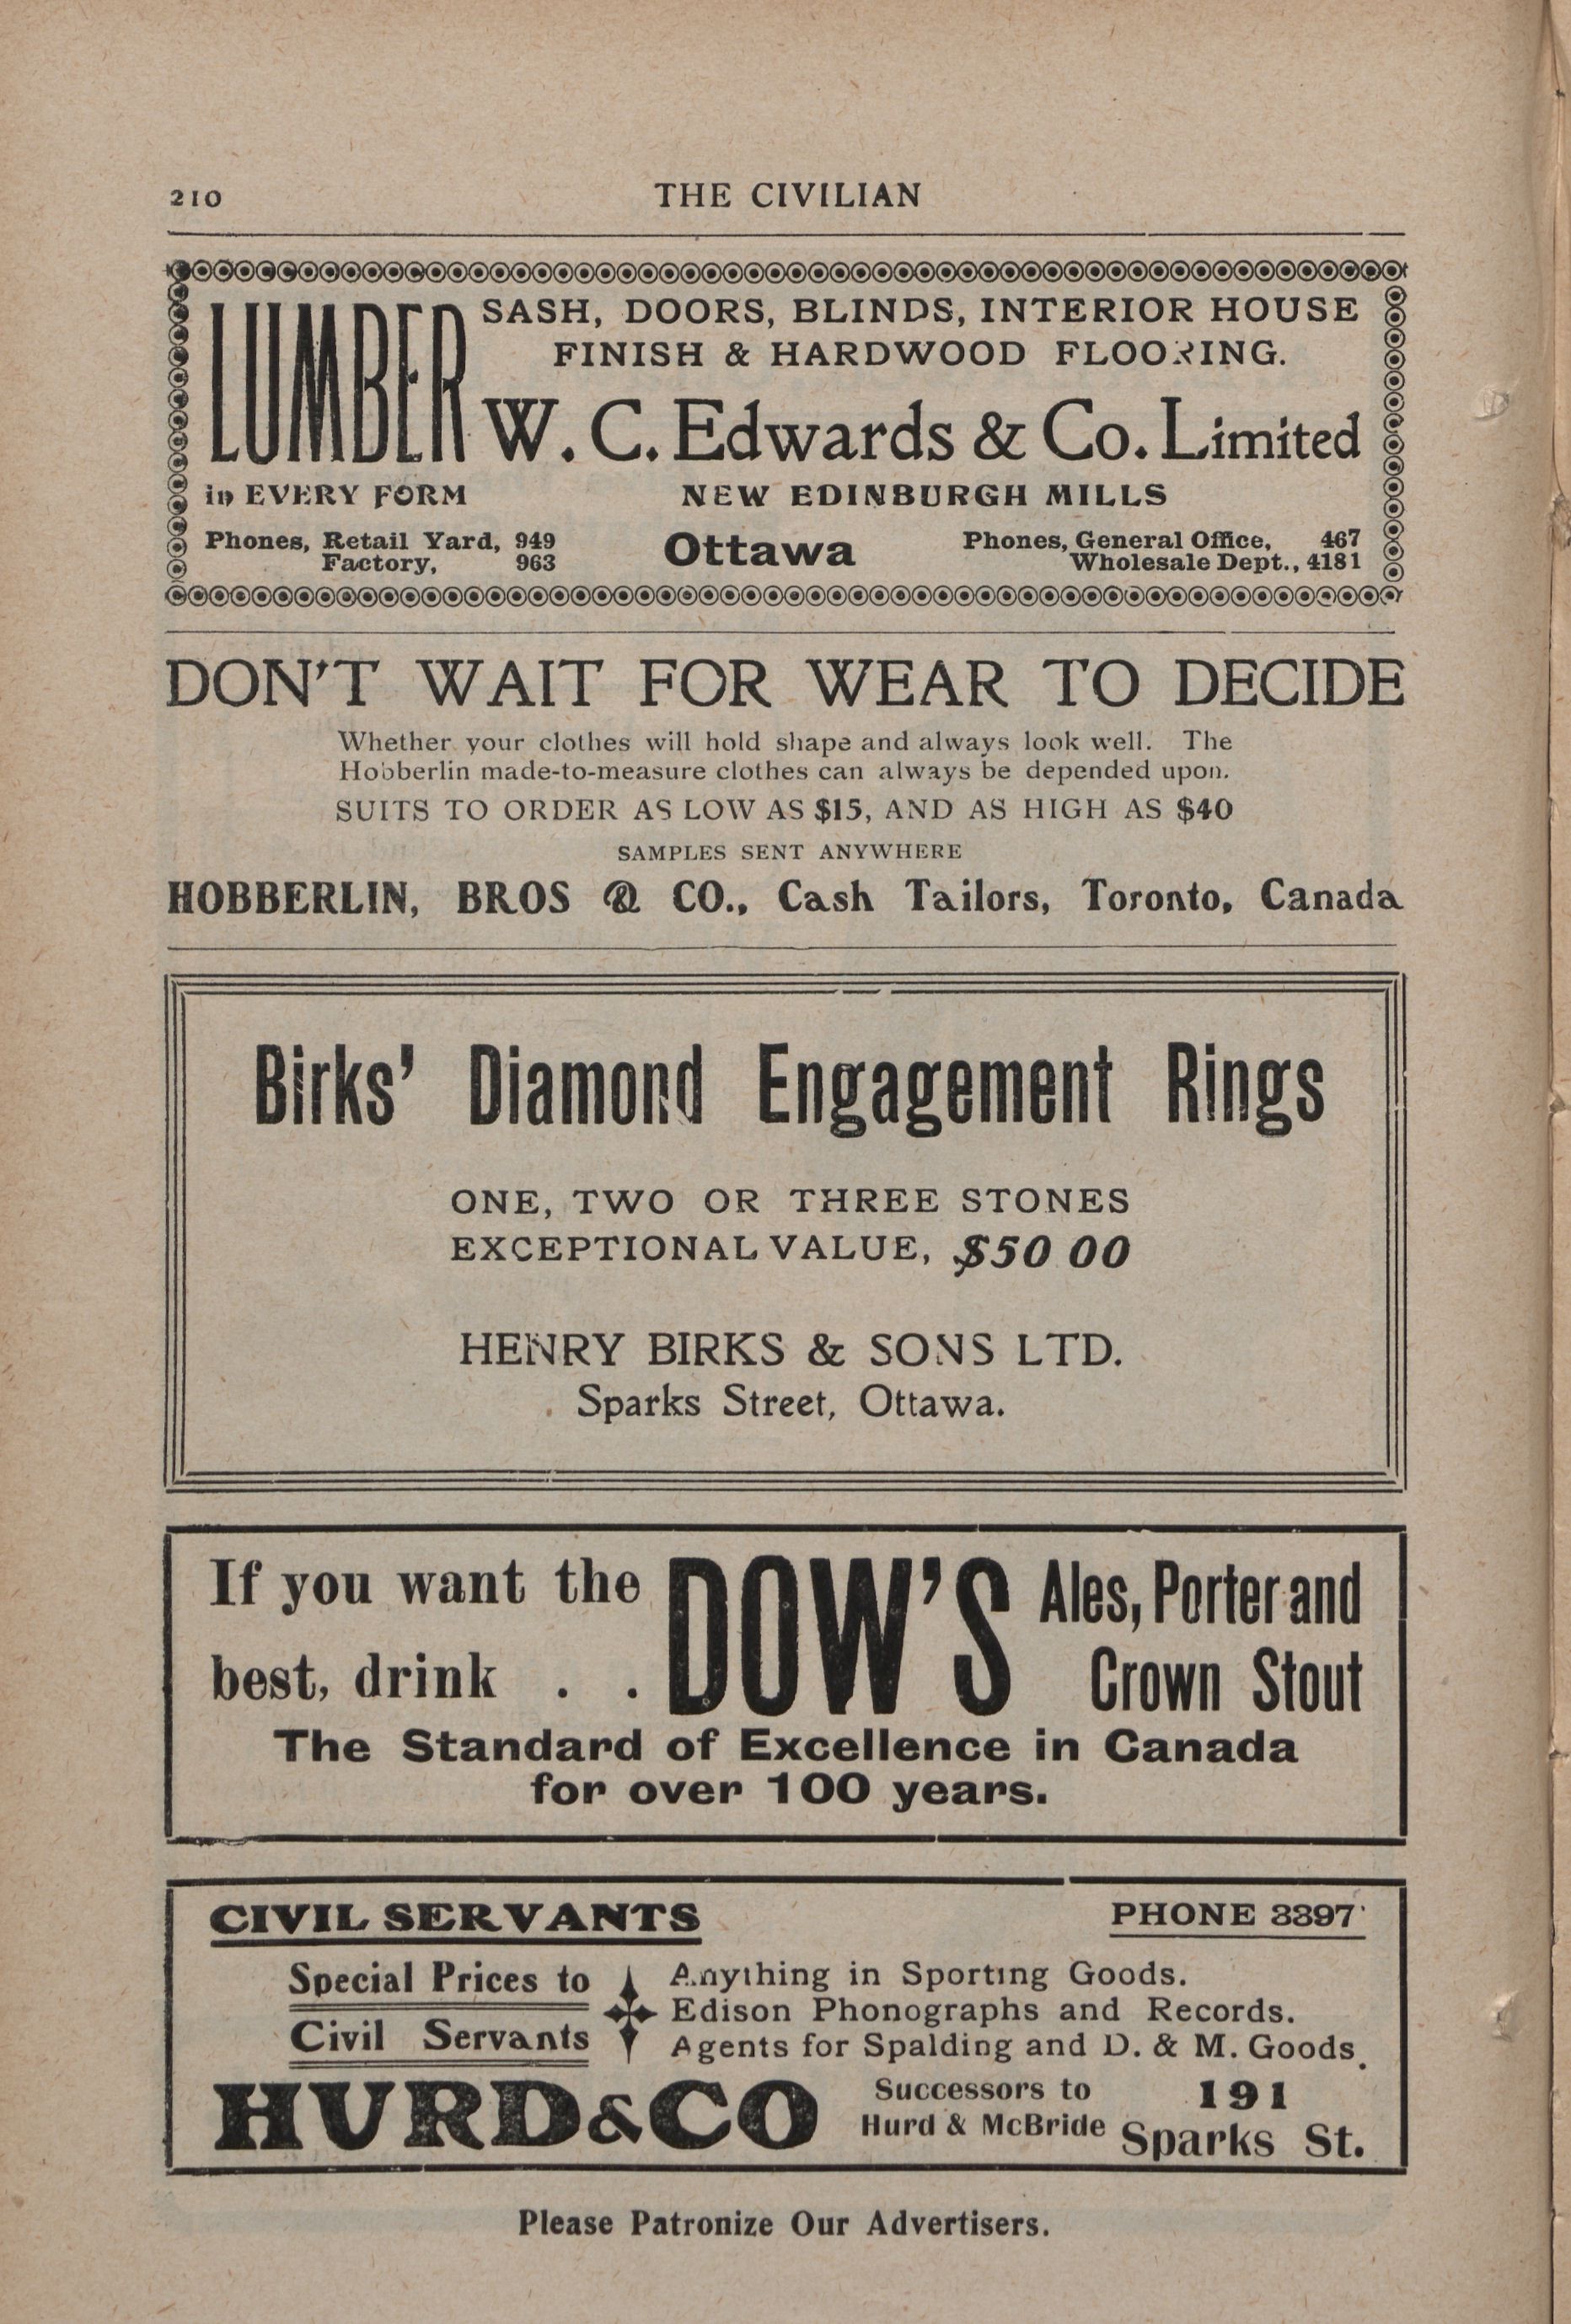 210
THE CIVILIAN
LUMBER
in EVERY FORM
SASH, DOORS, BLINDS, INTERIOR HOUSE
FINISH & HARDWOOD FLOORING.
W. C. Edwards & Co. Limited
NEW EDINBURGH MILLS
Phones, Retail Yard, 949
Factory, 963
Ottawa
Phones, General Office, 467
Wholesale Dept., 4181
DON'T WAIT FOR WEAR TO DECIDE
Whether your clothes will hold shape and always look well. The
Hobberlin made-to-measure clothes can always be depended upon.
SUITS TO ORDER AS LOW AS $15, AND AS HIGH AS $40
SAMPLES SENT ANYWHERE
HOBBERLIN, BROS & CO., Cash Tailors, Toronto, Canada
Birks' Diamond Engagement Rings
ONE, TWO OR THREE STONES
EXCEPTIONAL VALUE, $50 00
HENRY BIRKS & SONS LTD.
Sparks Street, Ottawa.
If you want the
best, drink . .
DOW'S
Ales, Porter and
Crown Stout
The Standard of Excellence in Canada
for over 100 years.
CIVIL SERVANTS
PHONE 3397
Special Prices to
Civil Servants
Anything in Sporting Goods.
Edison Phonographs and Records.
Agents for Spalding and D. & M. Goods.
HURD & CO
Successors to
Hurd & McBride
191
Sparks St.
Please Patronize Our Advertisers.